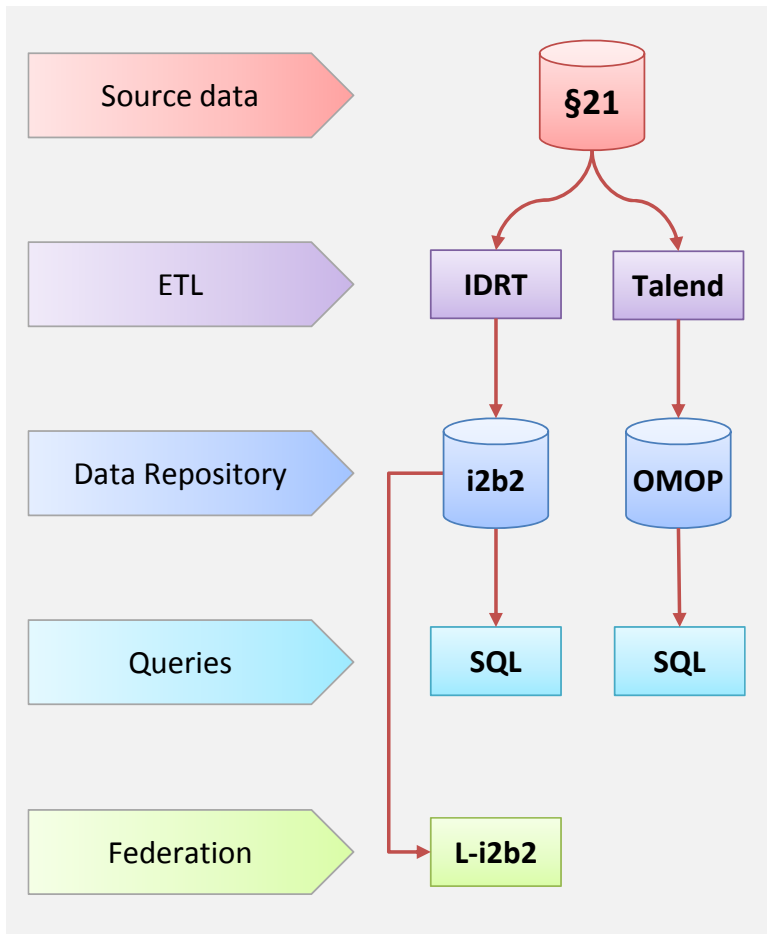 Source data
§21
ETL
IDRT
Talend
Data Repository
i2b2
OMOP
Queries
SQL
SQL
Federation
L-i2b2